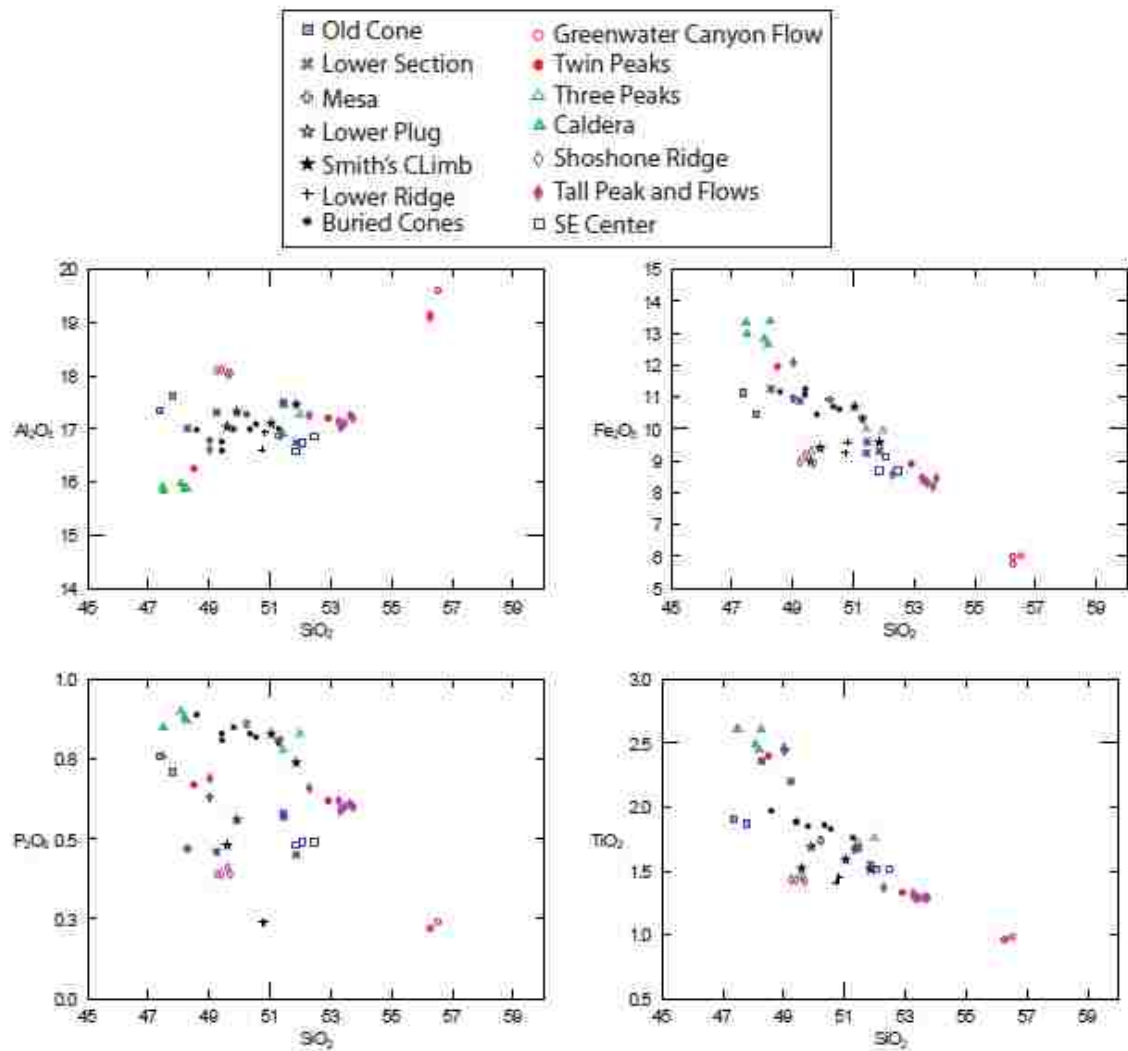 Old Cone
Lower Section
Mesa
Lower Plug
Smith's CLimb
Lower Ridge
Buried Cones
Greenwater Canyon Flow
Twin Peaks
Three Peaks
Caldera
Shoshone Ridge
Tall Peak and Flows
SE Center
20
19
18
17
16
15
14
Al₂O₃
45 47 49 51 53 55 57 59
SiO₂
15
14
13
12
11
10
9
8
7
6
5
Fe₂O₃
45 47 49 51 53 55 57 59
SiO₂
1.0
0.8
0.5
0.3
0.0
P₂O₅
45 47 49 51 53 55 57 59
SiO₂
3.0
2.5
2.0
1.5
1.0
0.5
TiO₂
45 47 49 51 53 55 57 59
SiO₂